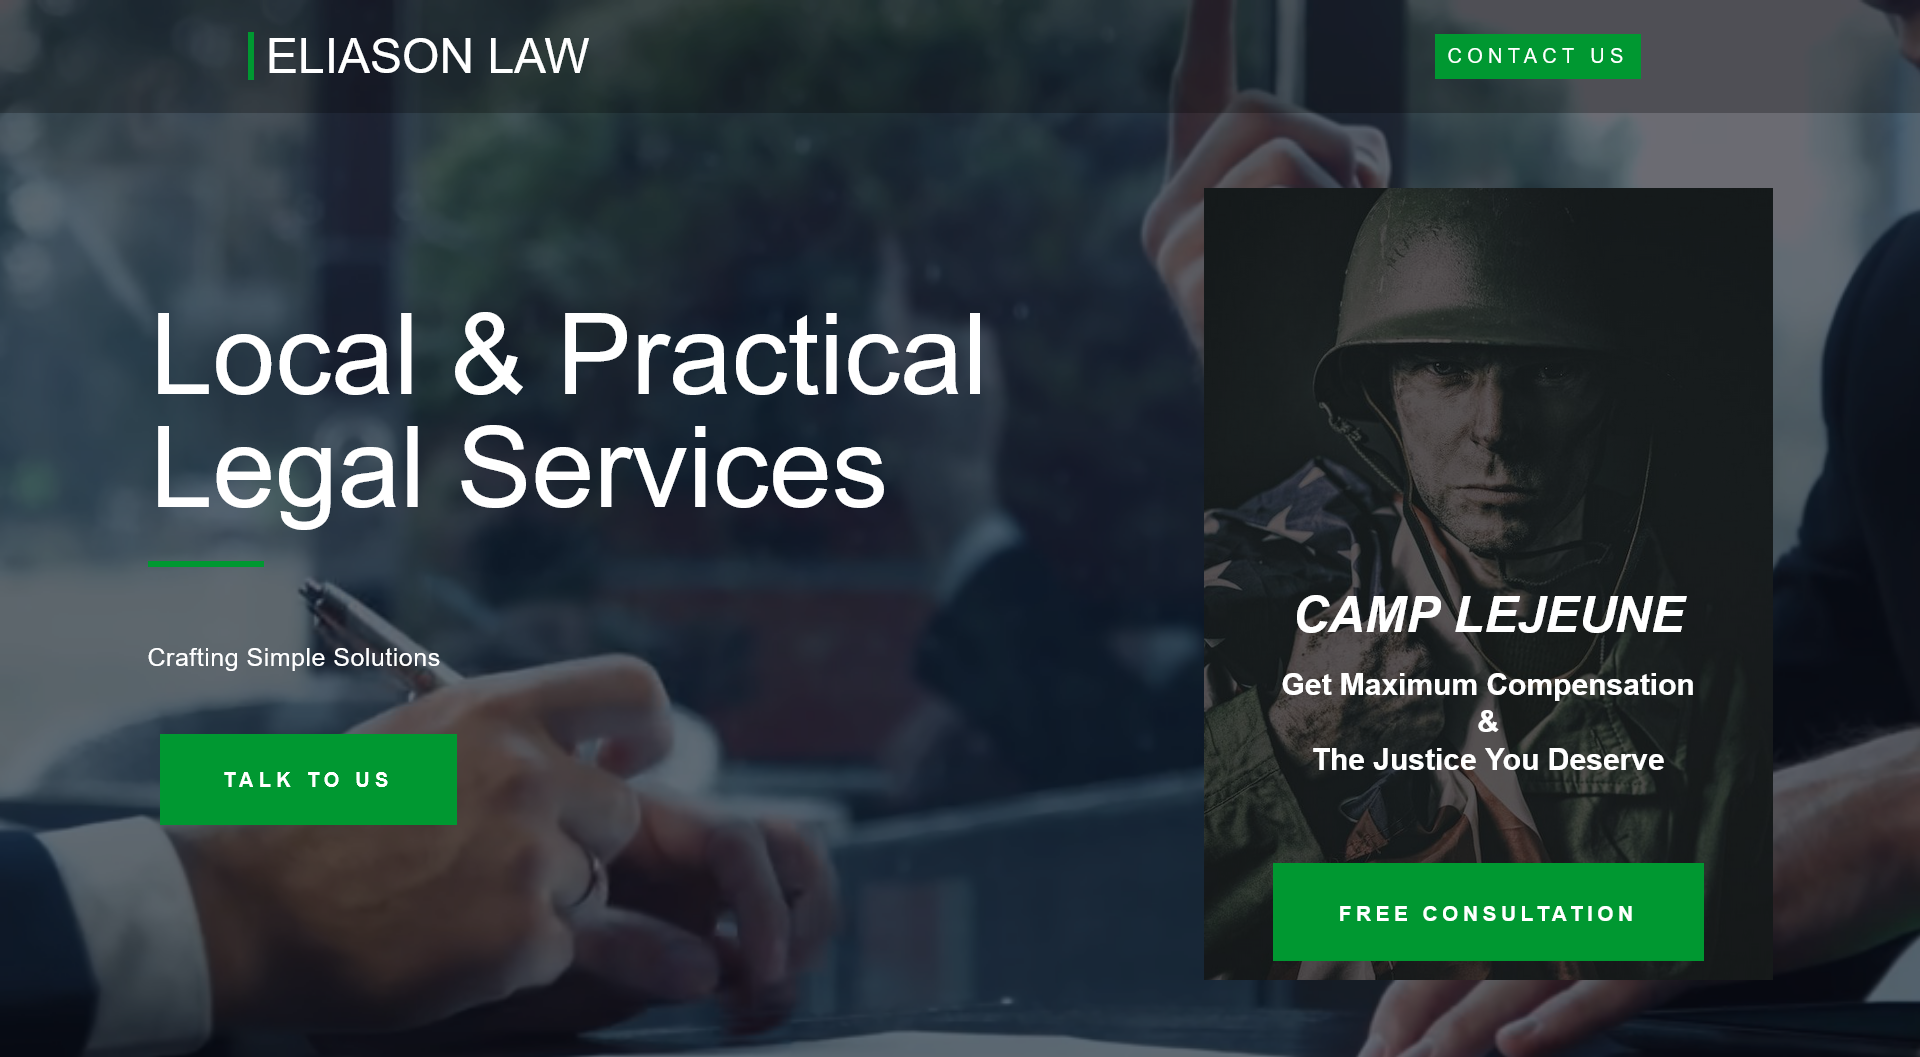 ELIASON LAW
CONTACT US
Local & Practical
Legal Services
Crafting Simple Solutions
TALK TO US
CAMP LEJEUNE
Get Maximum Compensation
&
The Justice You Deserve
FREE CONSULTATION